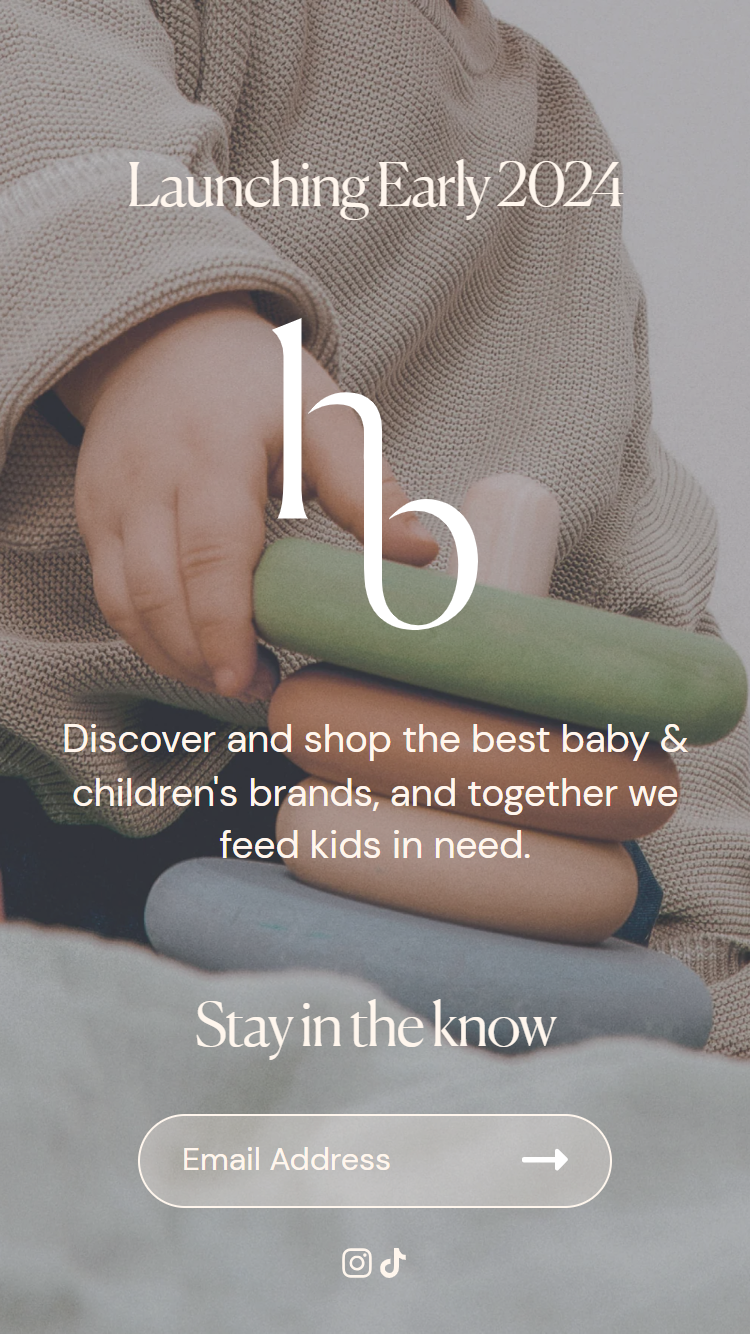 Launching Early 2024
hb
Discover and shop the best baby &
children's brands, and together we
feed kids in need.
Stay in the know
Email Address